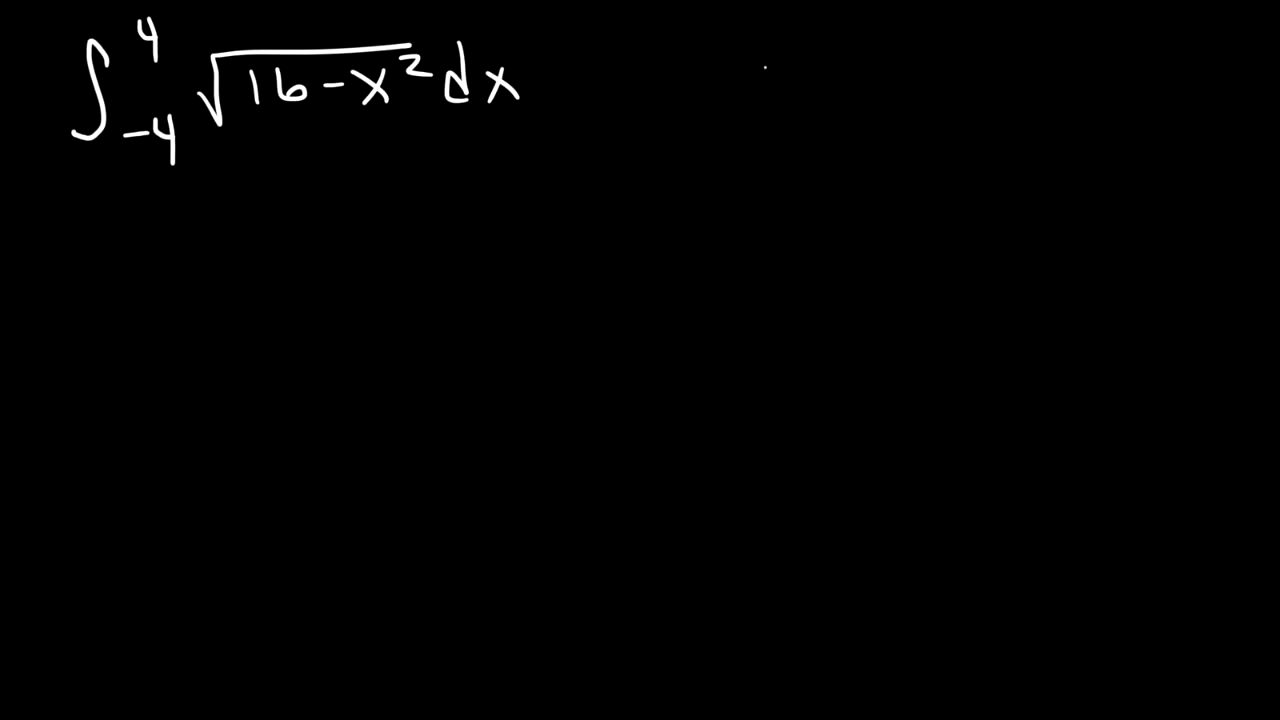 ∫_{-4}^{4} √(16-x²) dx